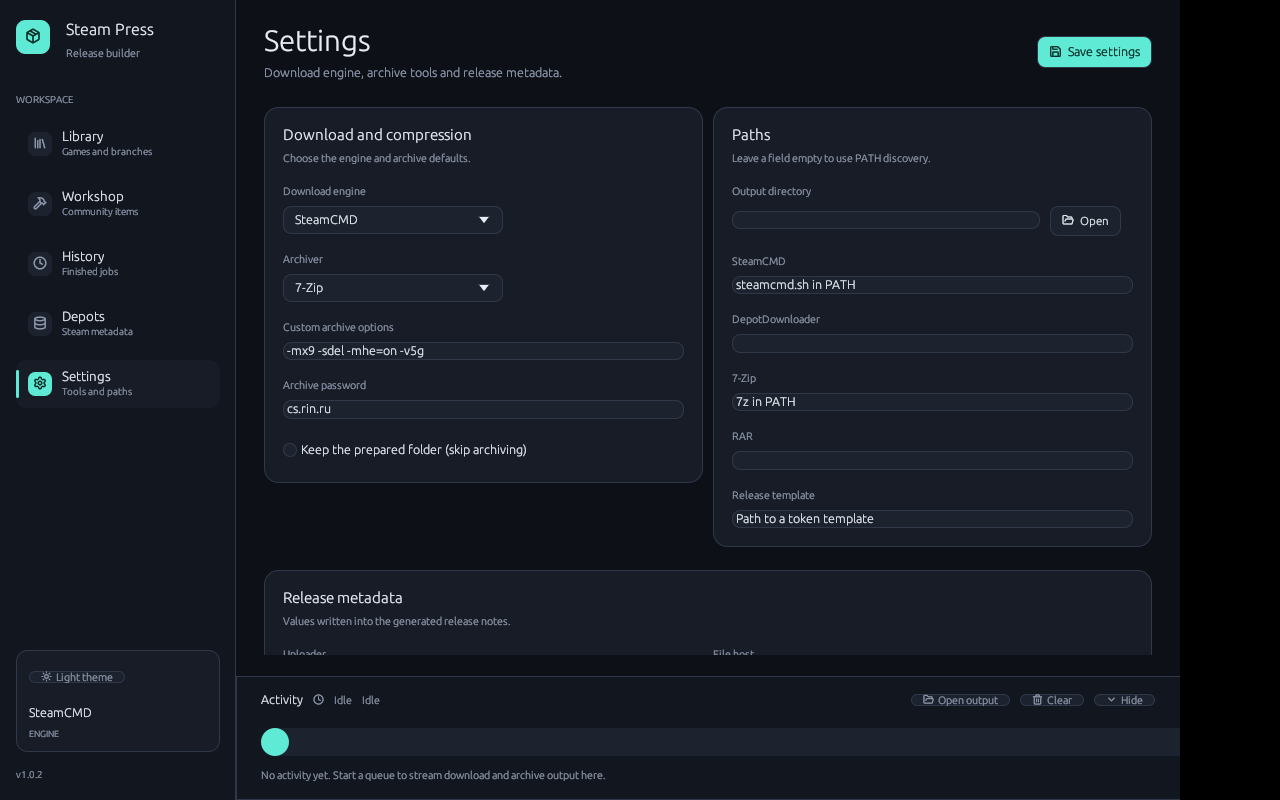 Steam Press
Release builder
WORKSPACE
Library
Games and branches
Workshop
Community items
History
Finished jobs
Depots
Steam metadata
Settings
Tools and paths
Light theme
SteamCMD
ENGINE
v1.0.2
Settings
Download engine, archive tools and release metadata.
Save settings
Download and compression
Choose the engine and archive defaults.
Download engine
SteamCMD
Archiver
7-Zip
Custom archive options
-mx9 -sdel -mhe=on -v5g
Archive password
cs.rin.ru
Keep the prepared folder (skip archiving)
Paths
Leave a field empty to use PATH discovery.
Output directory
Open
SteamCMD
steamcmd.sh in PATH
DepotDownloader
7-Zip
7z in PATH
RAR
Release template
Path to a token template
Release metadata
Values written into the generated release notes.
Uploader
File host
Activity Idle Idle
Open output Clear Hide
No activity yet. Start a queue to stream download and archive output here.